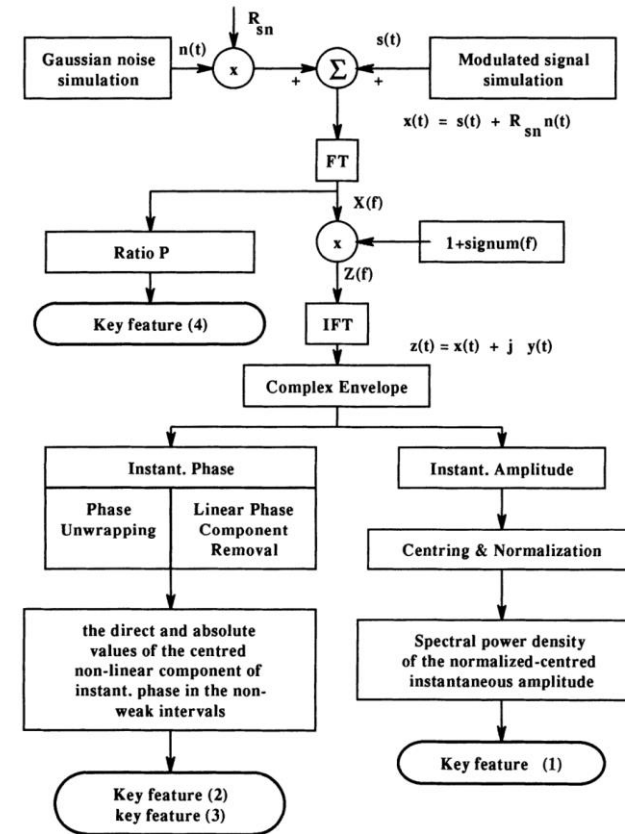 R
sn
n(t)
s(t)
Gaussian noise
simulation
x
+
Σ
+
Modulated signal
simulation
x(t) = s(t) + R sn n(t)
FT
X(f)
Ratio P
x
1+signum(f)
Z(f)
Key feature (4)
IFT
z(t) = x(t) + j y(t)
Complex Envelope
Instant. Phase
Instant. Amplitude
Phase
Unwrapping
Linear Phase
Component
Removal
Centring & Normalization
the direct and absolute
values of the centred
non-linear component of
instant. phase in the non-
weak intervals
Spectral power density
of the normalized-centred
instantaneous amplitude
Key feature (1)
Key feature (2)
key feature (3)